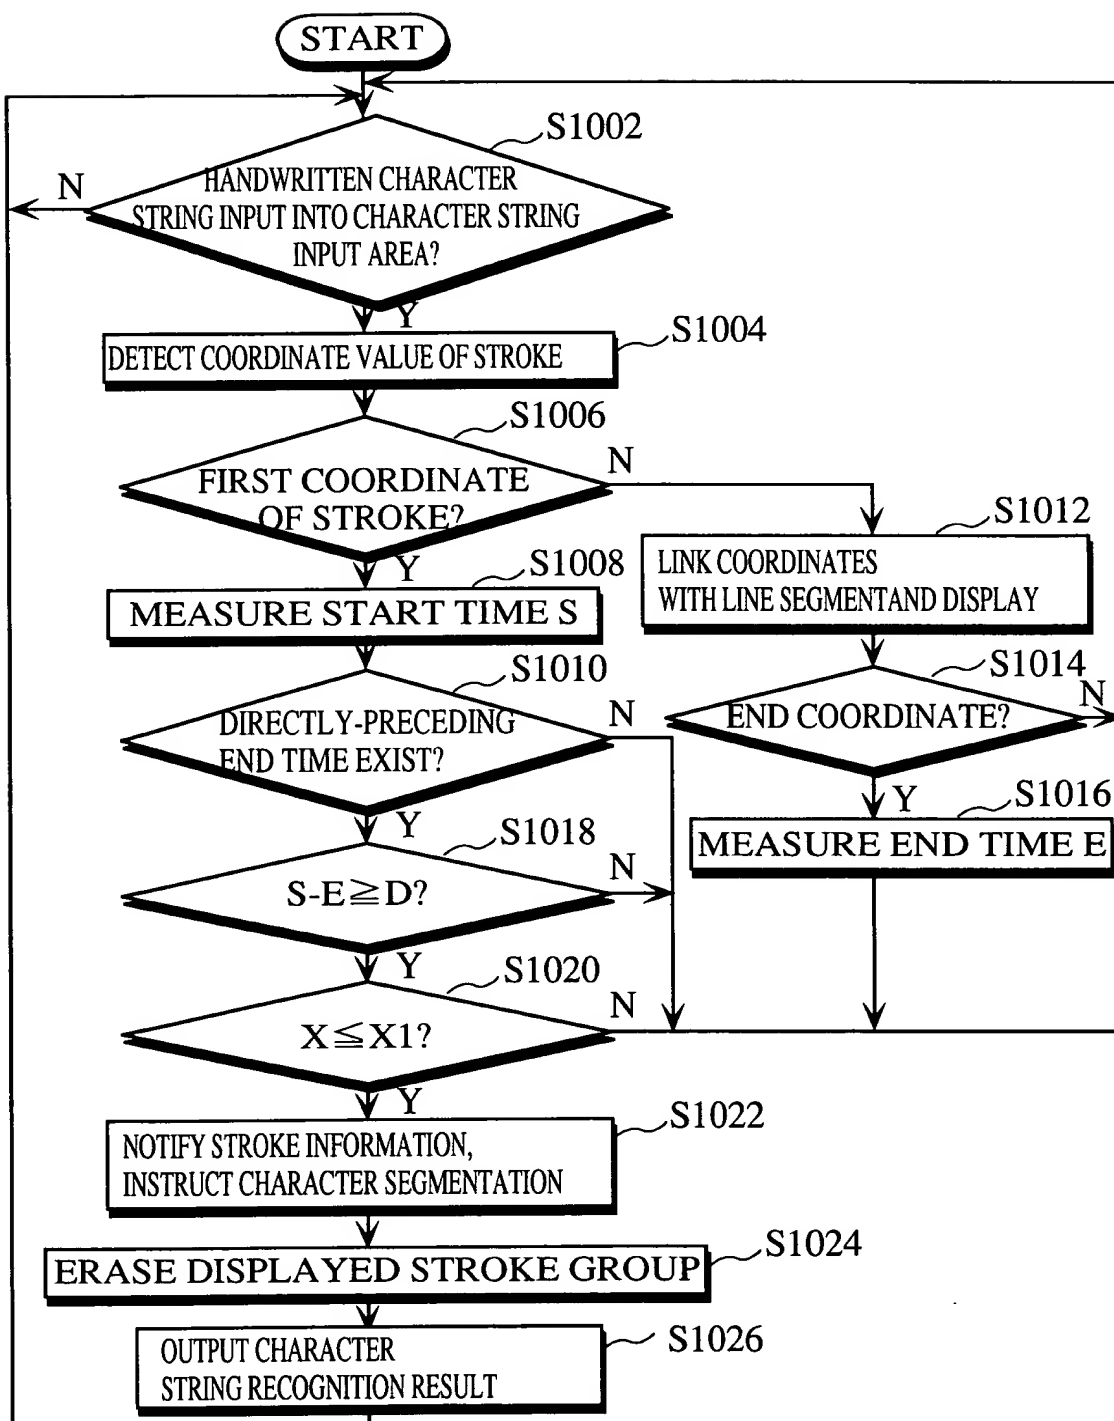 START
S1002
N
HANDWRITTEN CHARACTER
STRING INPUT INTO CHARACTER STRING
INPUT AREA?
Y
S1004
DETECT COORDINATE VALUE OF STROKE
S1006
N
FIRST COORDINATE
OF STROKE?
Y
S1012
LINK COORDINATES
WITH LINE SEGMENTAND DISPLAY
S1008
MEASURE START TIME S
S1010
N
DIRECTLY-PRECEDING
END TIME EXIST?
Y
S1014
N
END COORDINATE?
Y
S1016
MEASURE END TIME E
S1018
N
S-E≧D?
Y
S1020
N
X≦X1?
Y
S1022
NOTIFY STROKE INFORMATION,
INSTRUCT CHARACTER SEGMENTATION
S1024
ERASE DISPLAYED STROKE GROUP
S1026
OUTPUT CHARACTER
STRING RECOGNITION RESULT